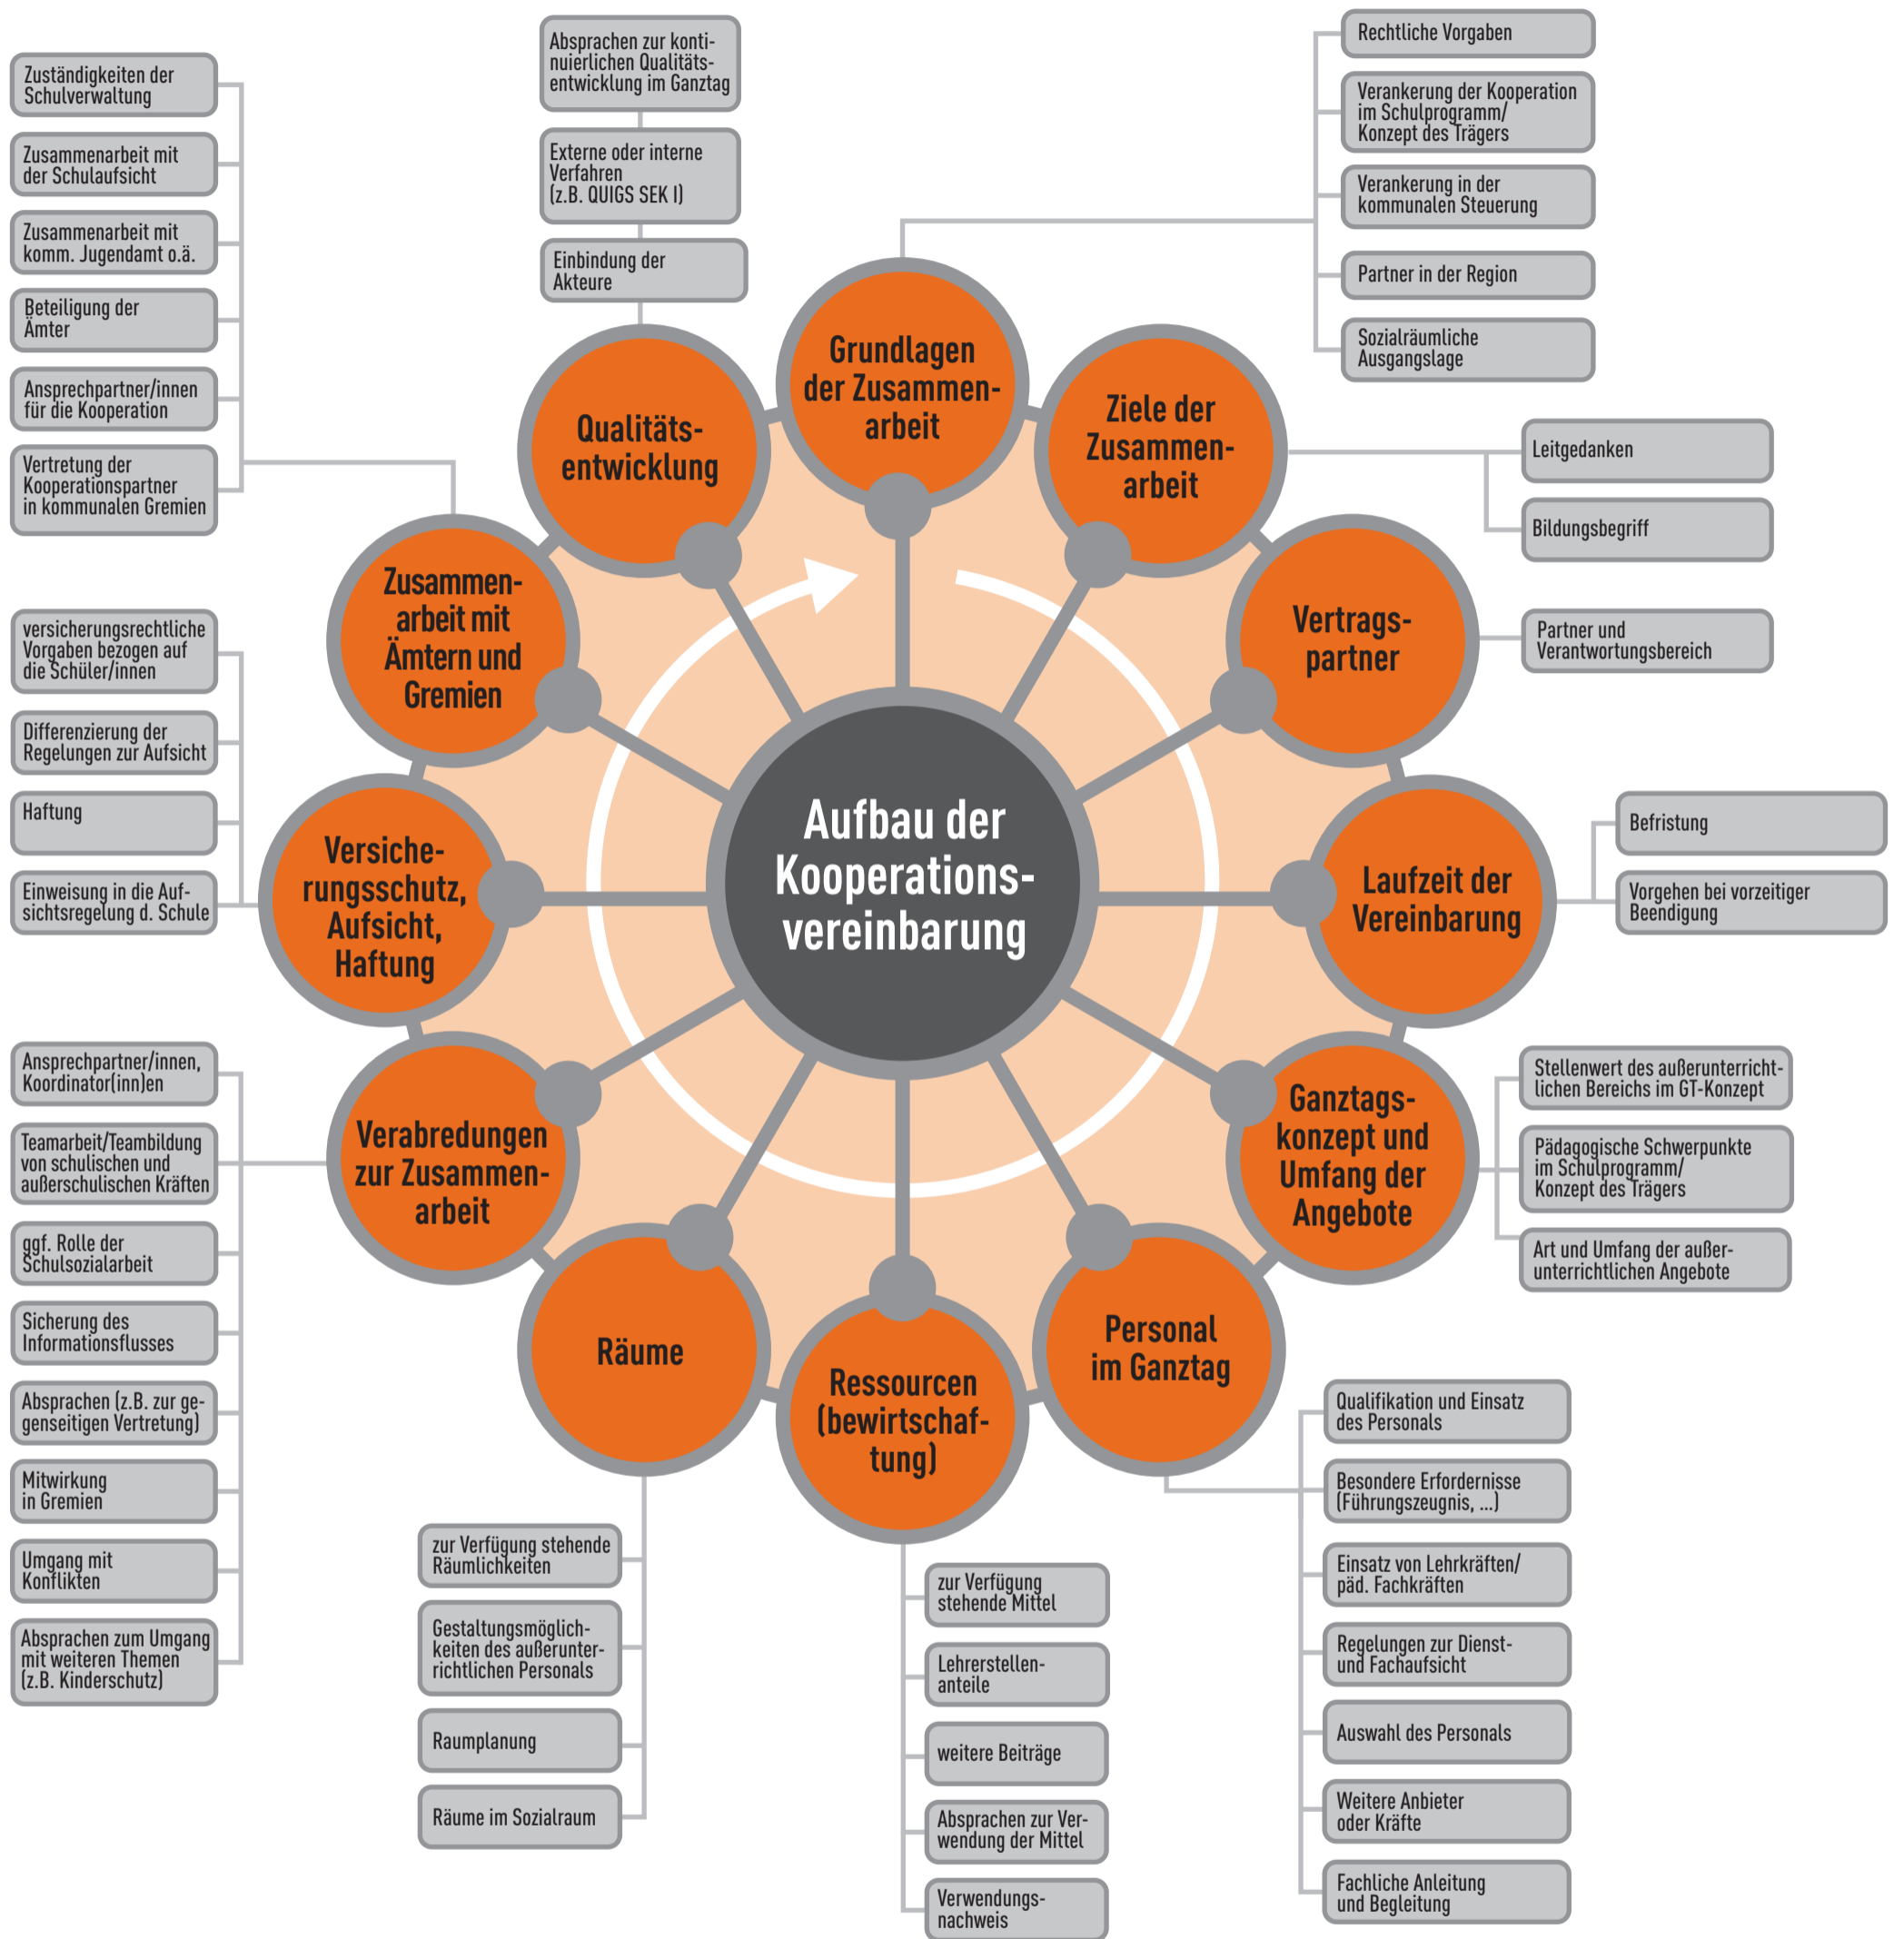 Aufbau der
Kooperations-
vereinbarung
Grundlagen
der Zusammen-
arbeit
Rechtliche Vorgaben
Verankerung der Kooperation
im Schulprogramm/
Konzept des Trägers
Verankerung in der
kommunalen Steuerung
Partner in der Region
Sozialräumliche
Ausgangslage
Ziele der
Zusammen-
arbeit
Leitgedanken
Bildungsbegriff
Vertrags-
partner
Partner und
Verantwortungsbereich
Laufzeit der
Vereinbarung
Befristung
Vorgehen bei vorzeitiger
Beendigung
Ganztags-
konzept und
Umfang der
Angebote
Stellenwert des außerunterricht-
lichen Bereichs im GT-Konzept
Pädagogische Schwerpunkte
im Schulprogramm/
Konzept des Trägers
Art und Umfang der außer-
unterrichtlichen Angebote
Personal
im Ganztag
Qualifikation und Einsatz
des Personals
Besondere Erfordernisse
(Führungszeugnis, ...)
Einsatz von Lehrkräften/
päd. Fachkräften
Regelungen zur Dienst-
und Fachaufsicht
Auswahl des Personals
Weitere Anbieter
oder Kräfte
Fachliche Anleitung
und Begleitung
Ressourcen
(bewirtschaf-
tung)
zur Verfügung
stehende Mittel
Lehrerstellen-
anteile
weitere Beiträge
Absprachen zur Ver-
wendung der Mittel
Verwendungs-
nachweis
Räume
zur Verfügung stehende
Räumlichkeiten
Gestaltungsmöglich-
keiten des außerunter-
richtlichen Personals
Raumplanung
Räume im Sozialraum
Verabredungen
zur Zusammen-
arbeit
Ansprechpartner/innen,
Koordinator(inn)en
Teamarbeit/Teambildung
von schulischen und
außerschulischen Kräften
ggf. Rolle der
Schulsozialarbeit
Sicherung des
Informationsflusses
Absprachen (z.B. zur ge-
genseitigen Vertretung)
Mitwirkung
in Gremien
Umgang mit
Konflikten
Absprachen zum Umgang
mit weiteren Themen
(z.B. Kinderschutz)
Versiche-
rungsschutz,
Aufsicht,
Haftung
versicherungsrechtliche
Vorgaben bezogen auf
die Schüler/innen
Differenzierung der
Regelungen zur Aufsicht
Haftung
Einweisung in die Auf-
sichtsregelung d. Schule
Zusammen-
arbeit mit
Ämtern und
Gremien
Zuständigkeiten der
Schulverwaltung
Zusammenarbeit mit
der Schulaufsicht
Zusammenarbeit mit
komm. Jugendamt o.ä.
Beteiligung der
Ämter
Ansprechpartner/innen
für die Kooperation
Vertretung der
Kooperationspartner
in kommunalen Gremien
Qualitäts-
entwicklung
Absprachen zur konti-
nuierlichen Qualitäts-
entwicklung im Ganztag
Externe oder interne
Verfahren
(z.B. QUIGS SEK I)
Einbindung der
Akteure